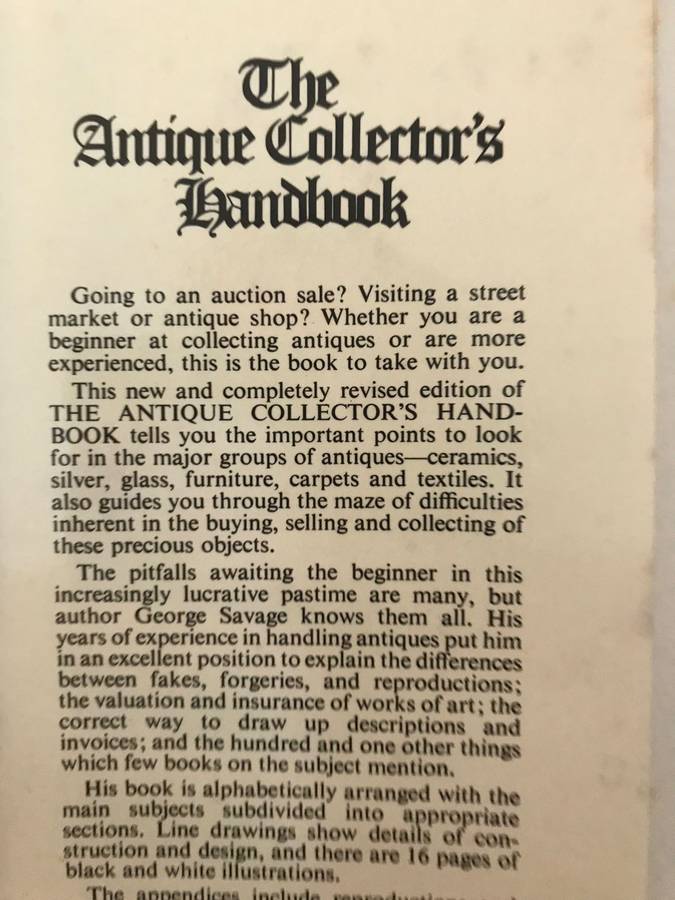 The
Antique Collector's
Handbook
Going to an auction sale? Visiting a street
market or antique shop? Whether you are a
beginner at collecting antiques or are more
experienced, this is the book to take with you.
This new and completely revised edition of
THE ANTIQUE COLLECTOR'S HAND-
BOOK tells you the important points to look
for in the major groups of antiques—ceramics,
silver, glass, furniture, carpets and textiles. It
also guides you through the maze of difficulties
inherent in the buying, selling and collecting of
these precious objects.
The pitfalls awaiting the beginner in this
increasingly lucrative pastime are many, but
author George Savage knows them all. His
years of experience in handling antiques put him
in an excellent position to explain the differences
between fakes, forgeries, and reproductions;
the valuation and insurance of works of art; the
correct way to draw up descriptions and
invoices; and the hundred and one other things
which few books on the subject mention.
His book is alphabetically arranged with the
main subjects subdivided into appropriate
sections. Line drawings show details of con-
struction and design, and there are 16 pages of
black and white illustrations.
The appendices include